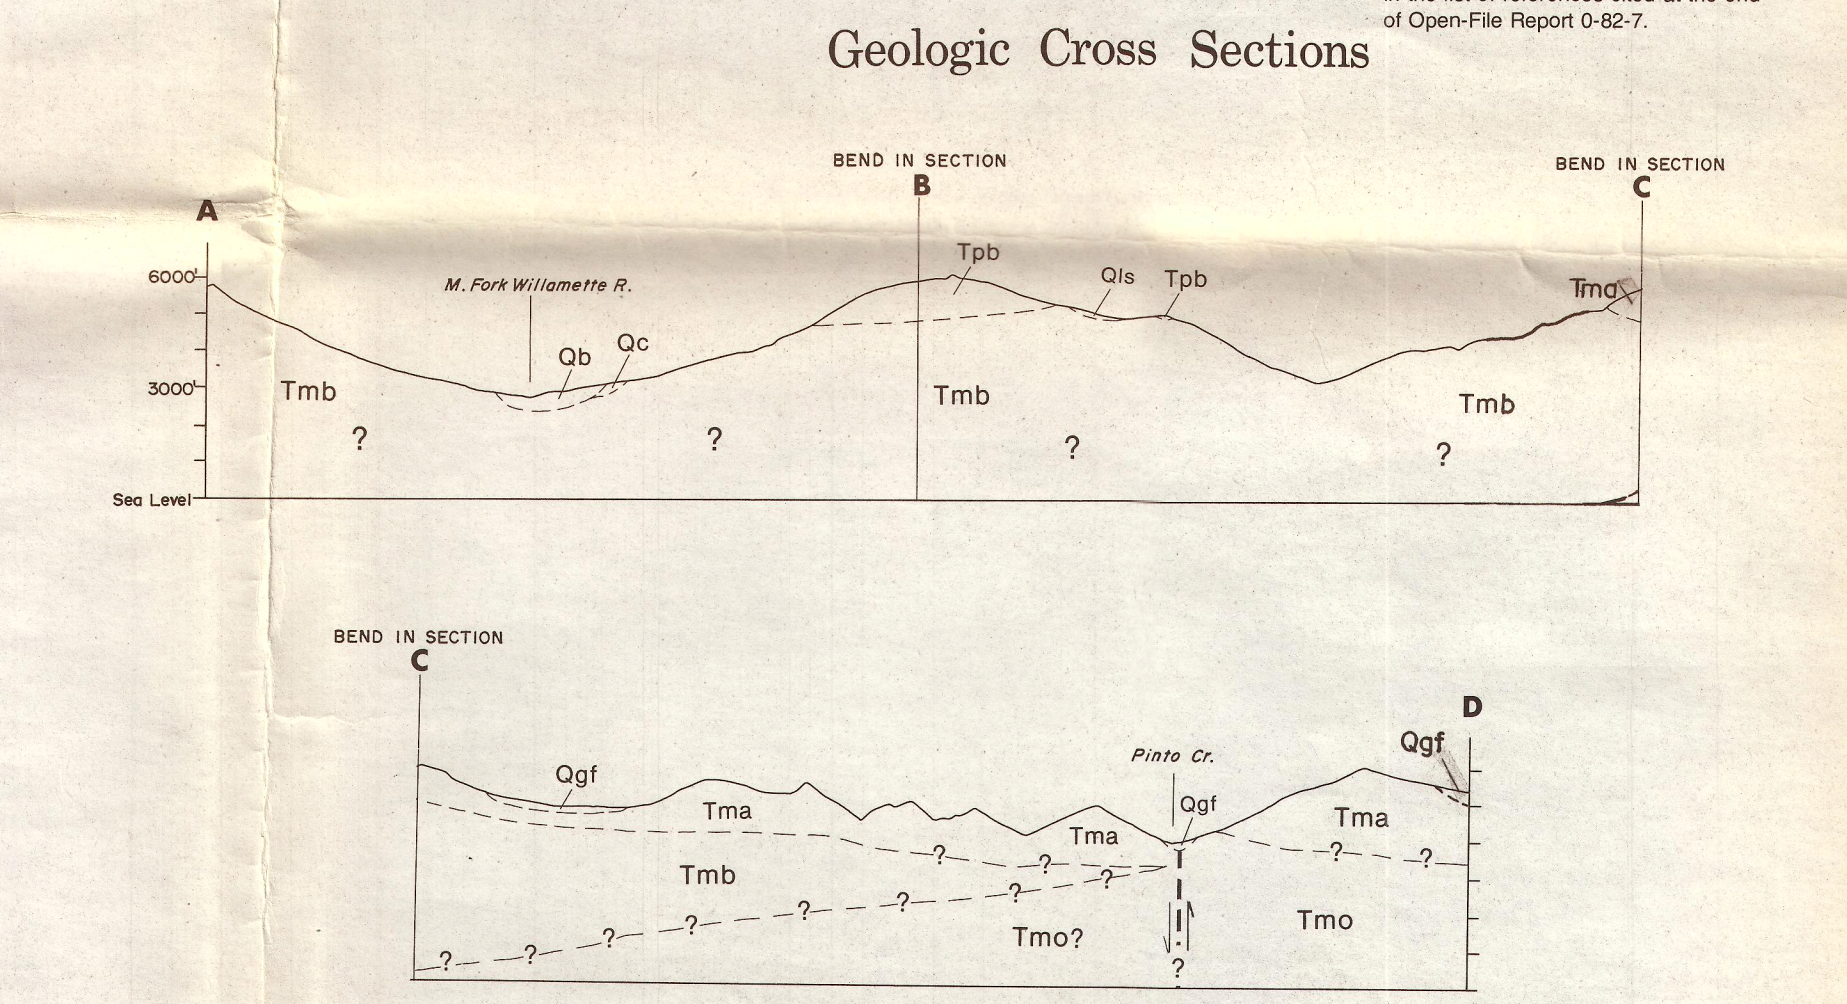 of Open-File Report 0-82-7.
Geologic Cross Sections
BEND IN SECTION
B
BEND IN SECTION
C
A
6000'
M. Fork Willamette R.
Tpb
Qls
Tpb
Tma
Qb
Qc
3000'
Tmb
Tmb
Tmb
?
?
?
?
Sea Level
BEND IN SECTION
C
D
Qgf
Pinto Cr.
Qgf
Qgf
Tma
Tma
Tma
?
?
?
?
Tmb
?
?
?
?
?
?
?
?
Tmo?
Tmo
?